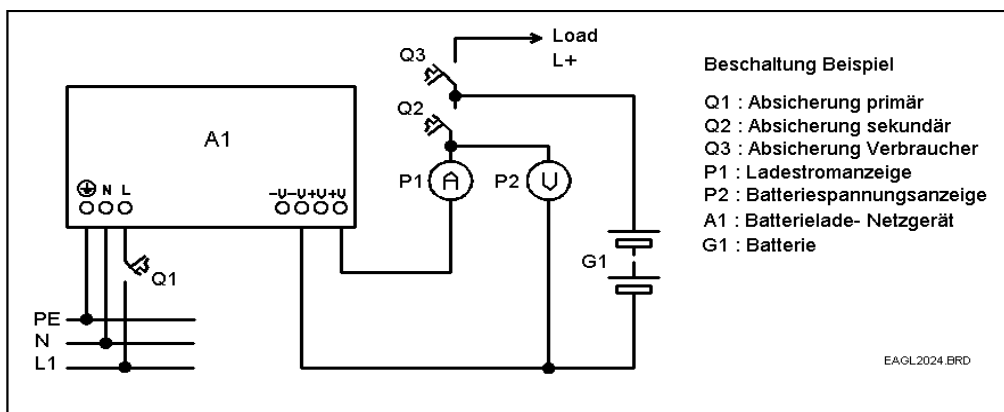 Load
L+
Q3
Q2
A1
N L
-U-U+U+U
P1 A P2 V
Q1
G1
PE
N
L1
Beschaltung Beispiel
Q1 : Absicherung primär
Q2 : Absicherung sekundär
Q3 : Absicherung Verbraucher
P1 : Ladestromanzeige
P2 : Batteriespannungsanzeige
A1 : Batterielade- Netzgerät
G1 : Batterie
EAGL2024.BRD